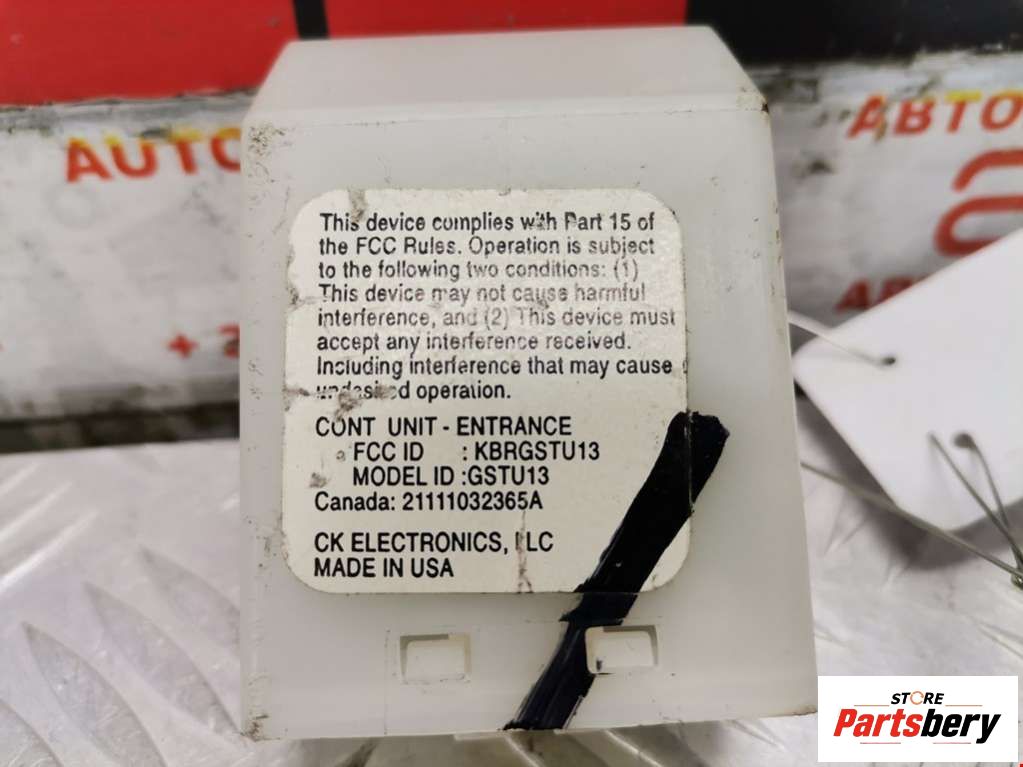 AUTO
АВТО
This device complies with Part 15 of
the FCC Rules. Operation is subject
to the following two conditions: (1)
This device may not cause harmful
interference, and (2) This device must
accept any interference received.
Including interference that may cause
undesired operation.
CONT UNIT - ENTRANCE
FCC ID : KBRGSTU13
MODEL ID :GSTU13
Canada: 21111032365A
CK ELECTRONICS, LLC
MADE IN USA
STORE
Partsbery